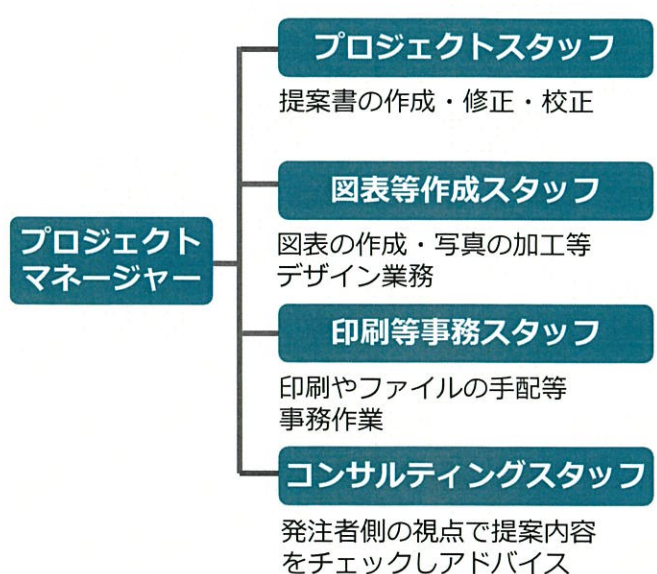 プロジェクト
マネージャー
プロジェクトスタッフ
提案書の作成・修正・校正
図表等作成スタッフ
図表の作成・写真の加工等
デザイン業務
印刷等事務スタッフ
印刷やファイルの手配等
事務作業
コンサルティングスタッフ
発注者側の視点で提案内容
をチェックしアドバイス